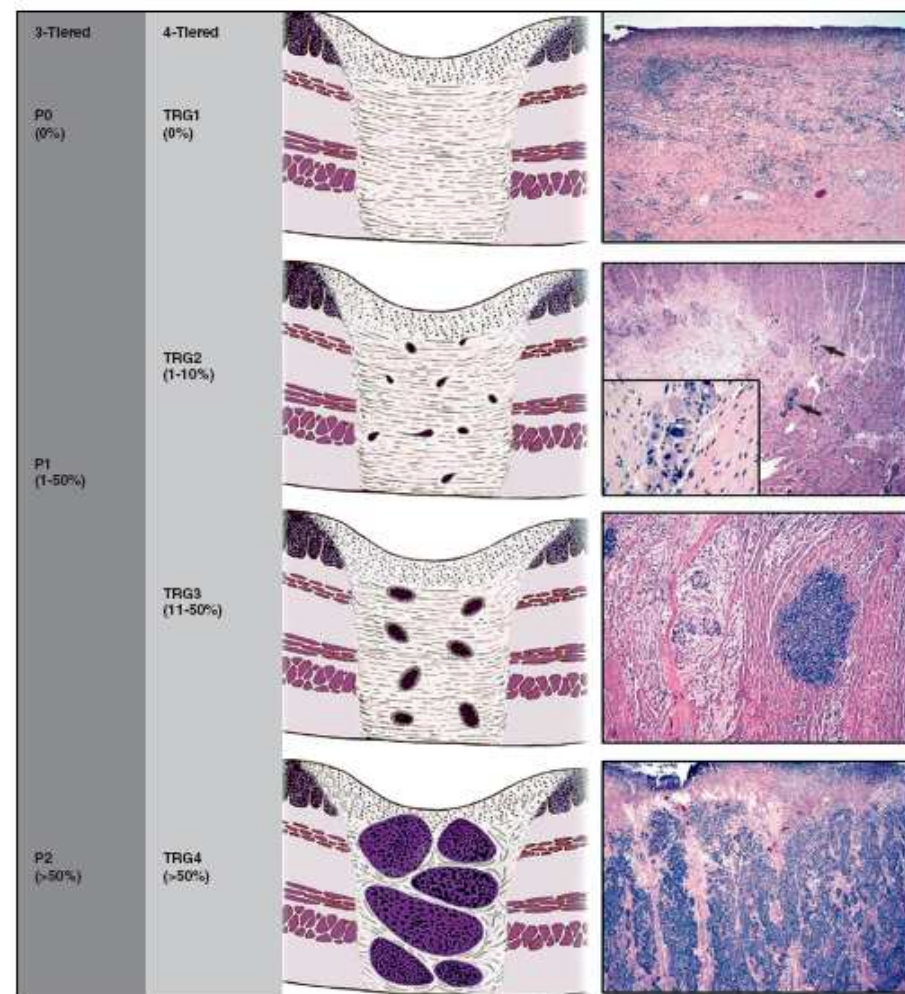 3-Tiered 4-Tiered
P0 TRG1
(0%) (0%)
TRG2
(1-10%)
P1
(1-50%)
TRG3
(11-50%)
P2 TRG4
(>50%) (>50%)